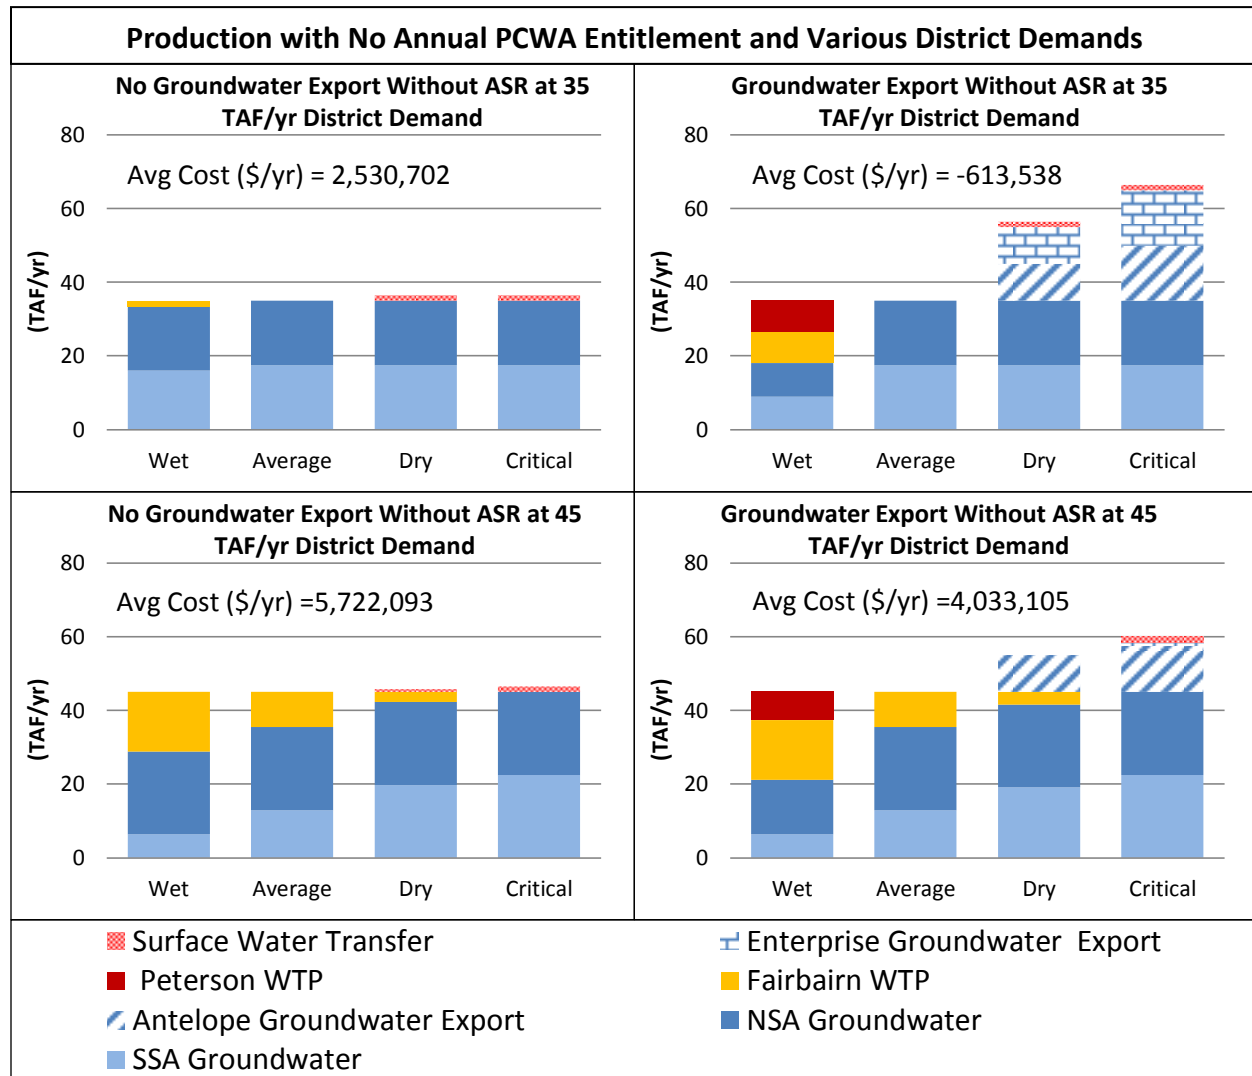 Production with No Annual PCWA Entitlement and Various District Demands
No Groundwater Export Without ASR at 35
TAF/yr District Demand
80
60
40
20
0
(TAF/yr)
Avg Cost ($/yr) = 2,530,702
Wet
Average
Dry
Critical
Groundwater Export Without ASR at 35
TAF/yr District Demand
80
60
40
20
0
(TAF/yr)
Avg Cost ($/yr) = -613,538
Wet
Average
Dry
Critical
No Groundwater Export Without ASR at 45
TAF/yr District Demand
80
60
40
20
0
(TAF/yr)
Avg Cost ($/yr) =5,722,093
Wet
Average
Dry
Critical
Groundwater Export Without ASR at 45
TAF/yr District Demand
80
60
40
20
0
(TAF/yr)
Avg Cost ($/yr) =4,033,105
Wet
Average
Dry
Critical
Surface Water Transfer
Enterprise Groundwater Export
Peterson WTP
Fairbairn WTP
Antelope Groundwater Export
NSA Groundwater
SSA Groundwater